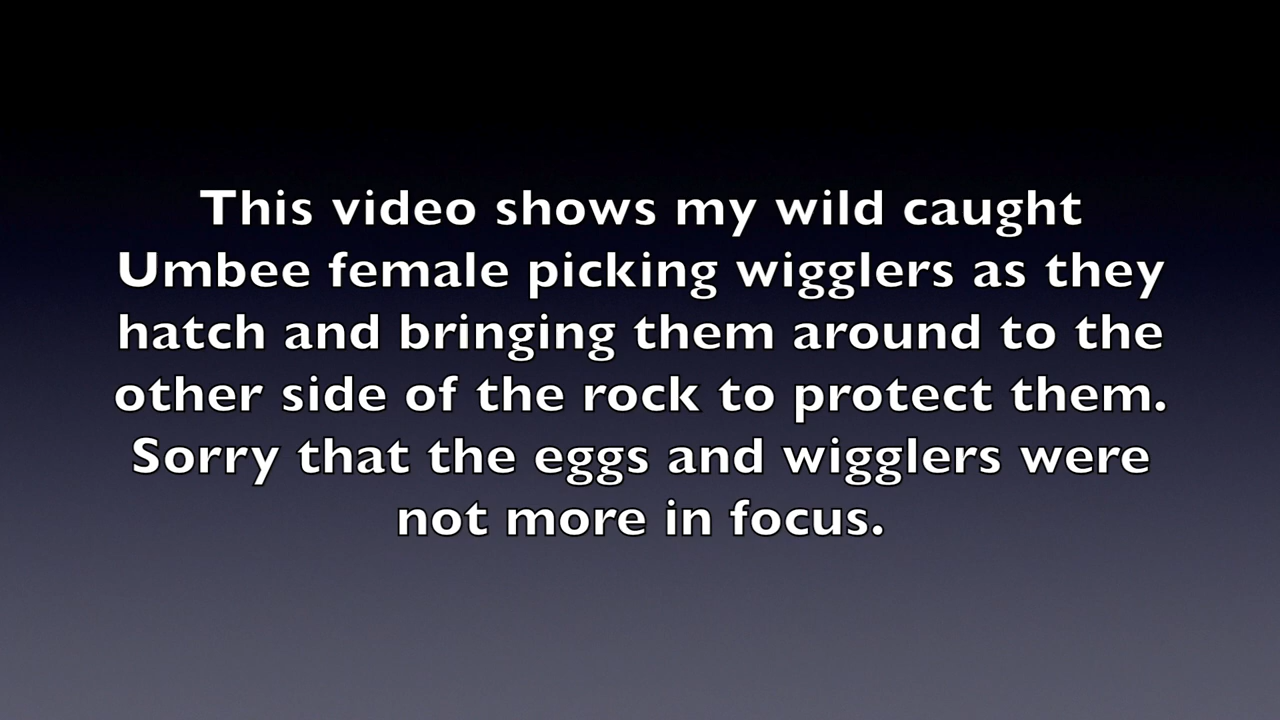 This video shows my wild caught
Umbee female picking wigglers as they
hatch and bringing them around to the
other side of the rock to protect them.
Sorry that the eggs and wigglers were
not more in focus.